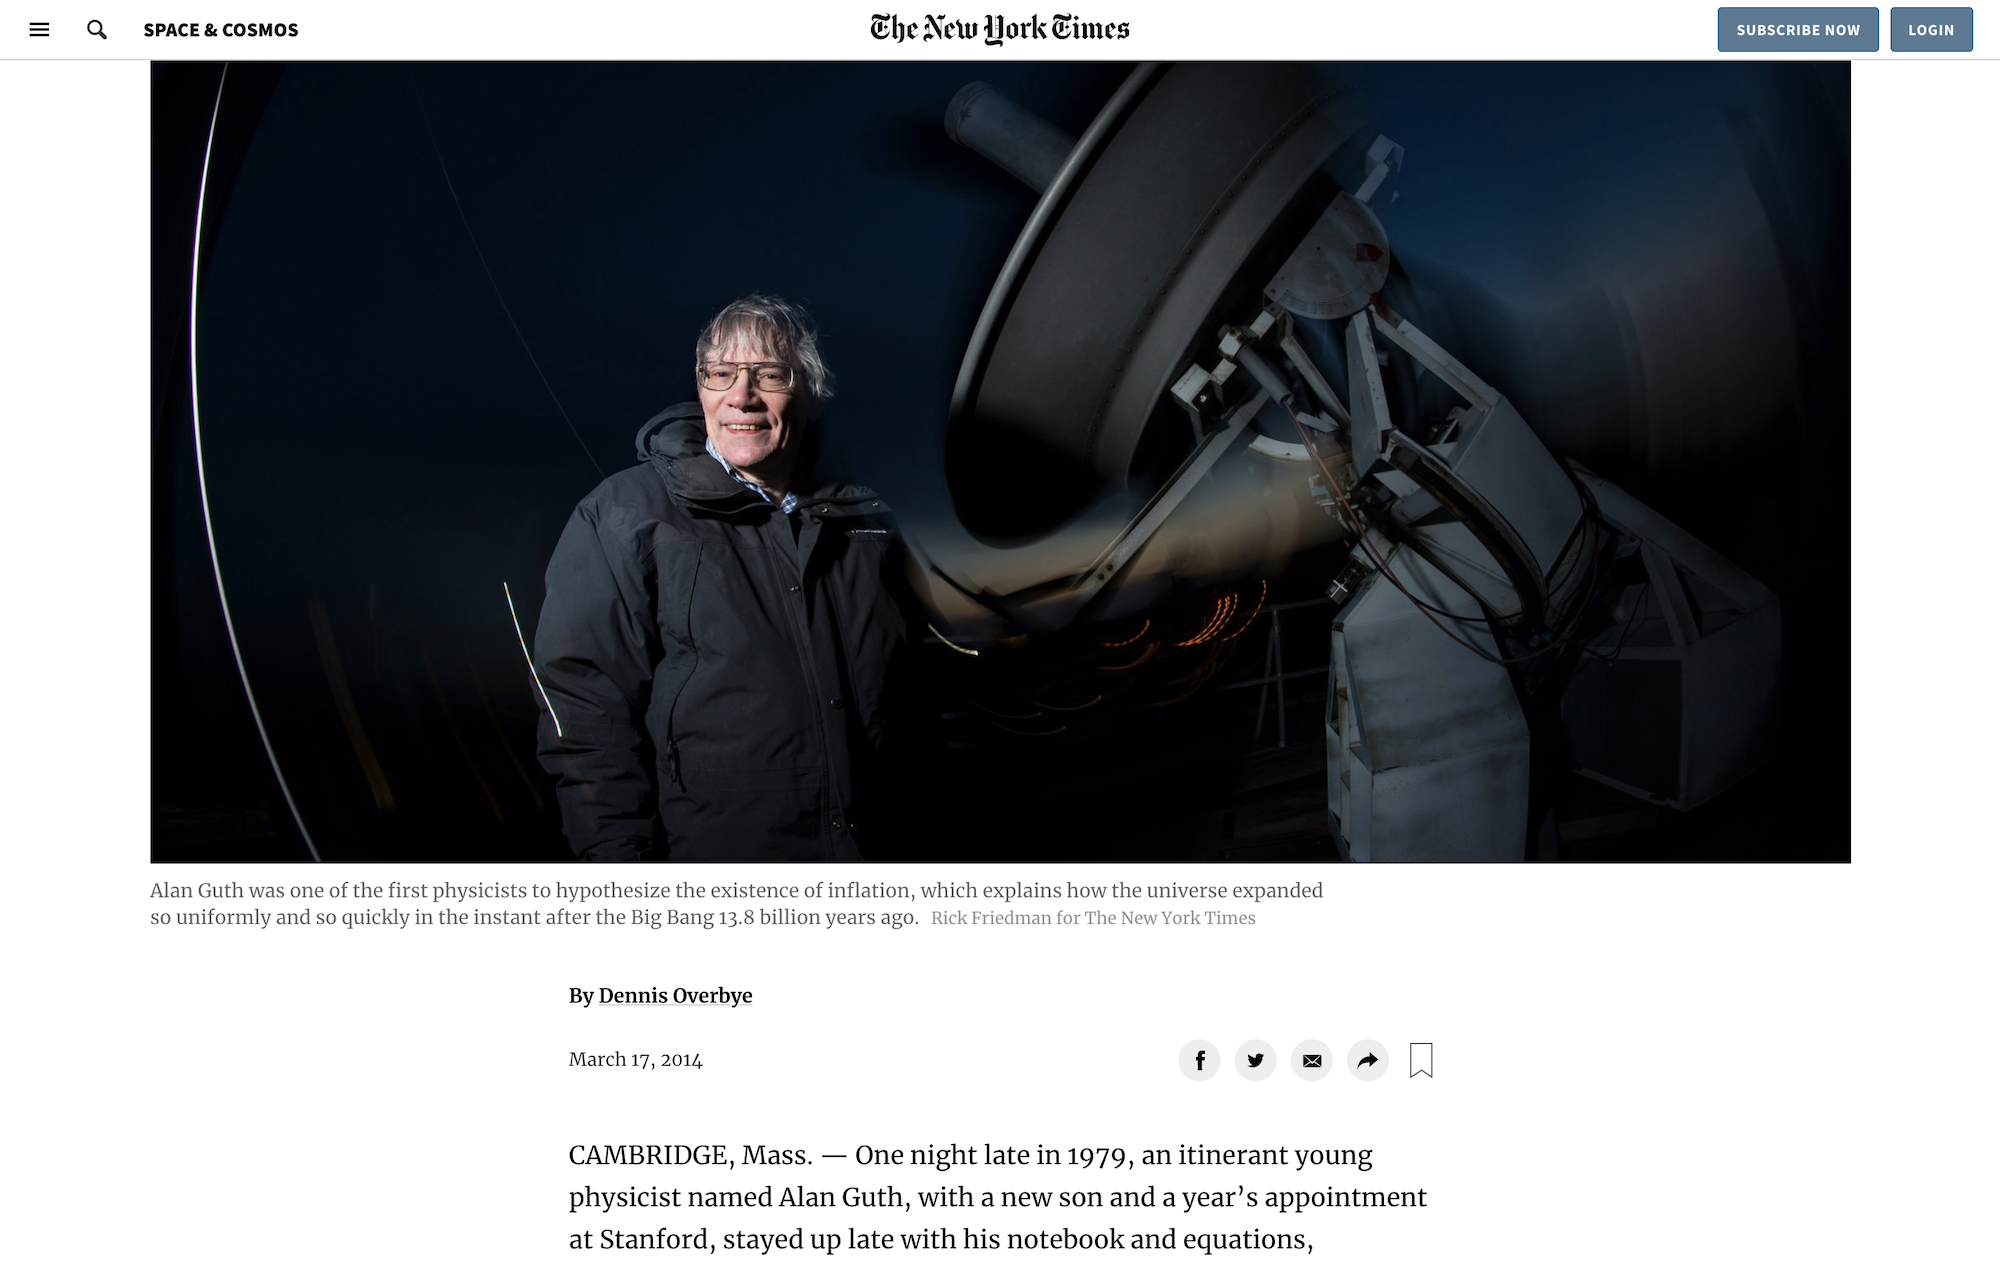 SPACE & COSMOS
The New York Times
SUBSCRIBE NOW
LOGIN
Alan Guth was one of the first physicists to hypothesize the existence of inflation, which explains how the universe expanded
so uniformly and so quickly in the instant after the Big Bang 13.8 billion years ago. Rick Friedman for The New York Times
By Dennis Overbye
March 17, 2014
CAMBRIDGE, Mass. — One night late in 1979, an itinerant young
physicist named Alan Guth, with a new son and a year’s appointment
at Stanford, stayed up late with his notebook and equations,